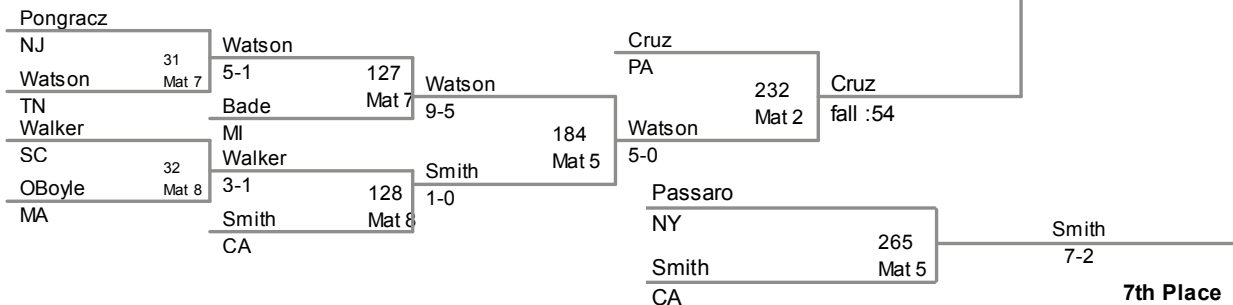 Pongracz
NJ
31
Mat 7
Watson
TN
Watson
5-1
127
Mat 7
Bade
MI
Watson
9-5
Walker
SC
32
Mat 8
OBoyle
MA
Walker
3-1
128
Mat 8
Smith
CA
Smith
1-0
184
Mat 5
Cruz
PA
232
Mat 2
Watson
5-0
Cruz
fall :54
Passaro
NY
265
Mat 5
Smith
CA
Smith
7-2
7th Place